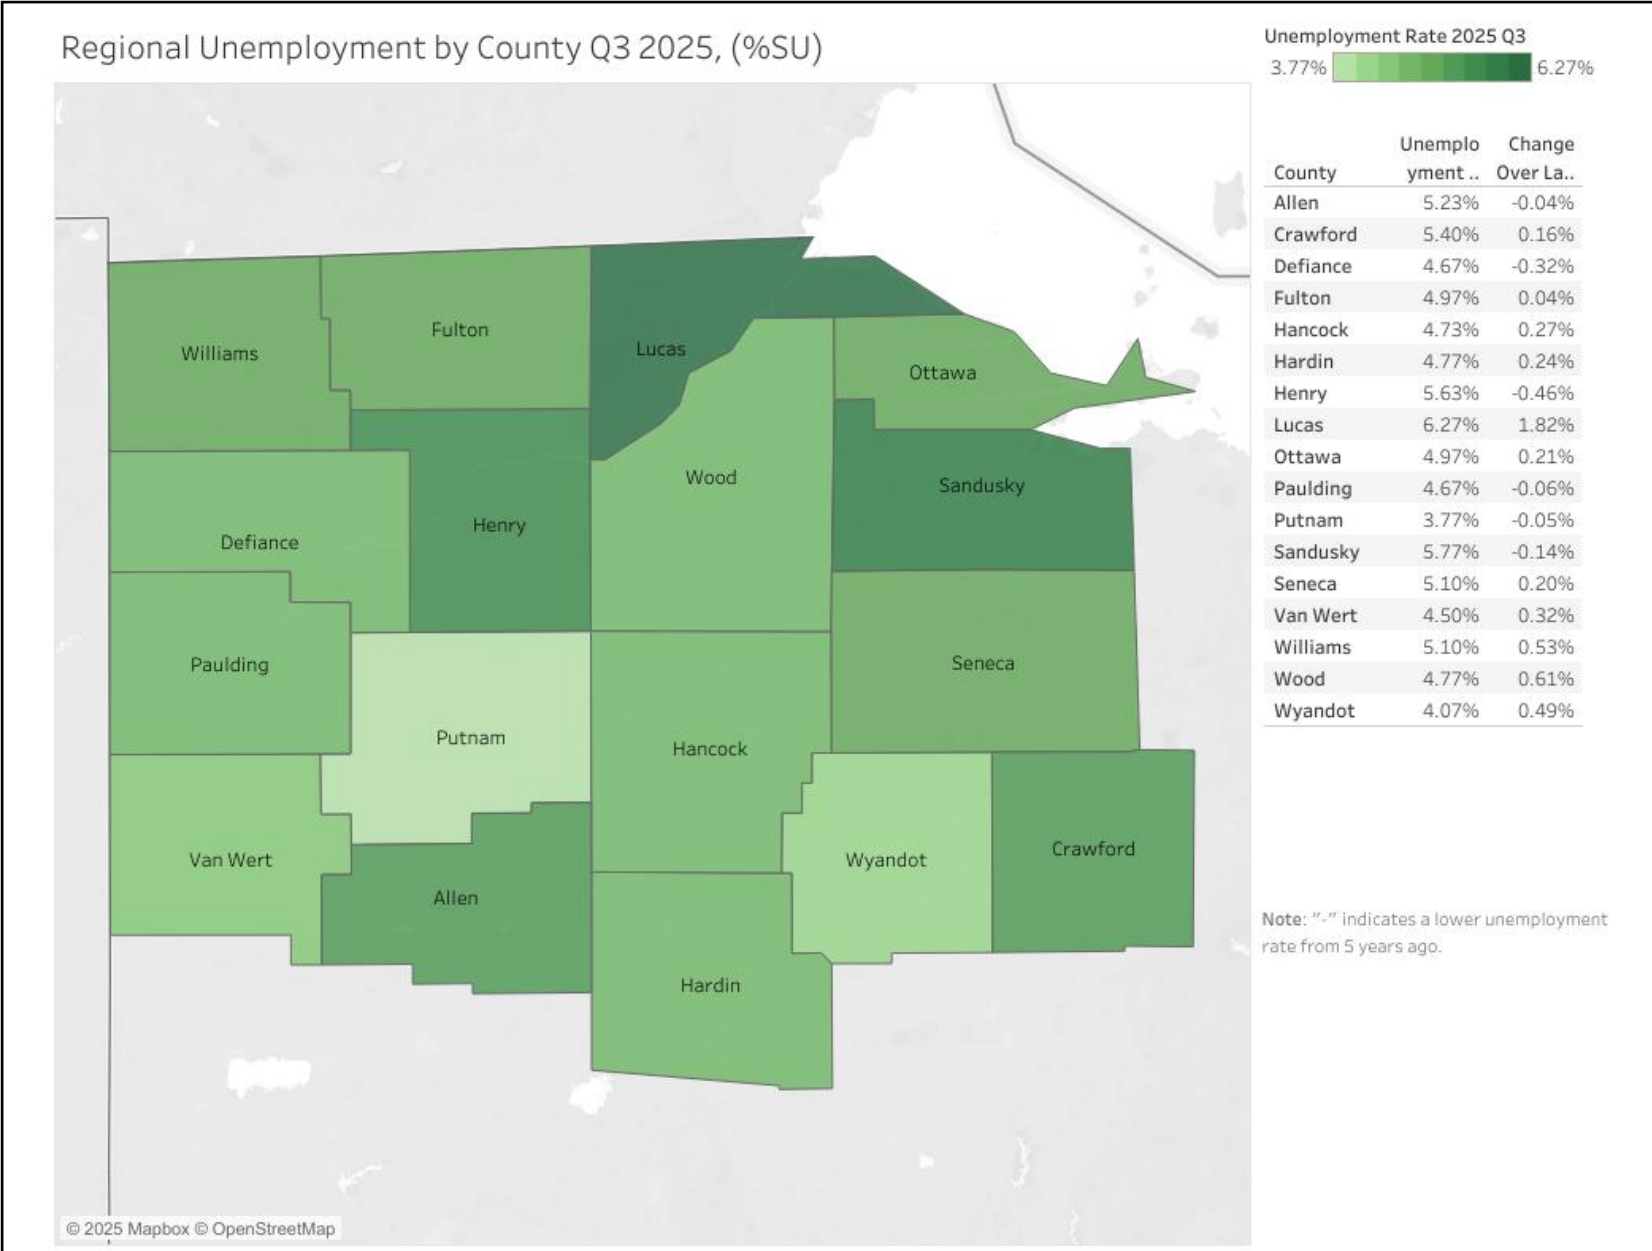 Regional Unemployment by County Q3 2025, (%SU)
Unemployment Rate 2025 Q3
3.77% 6.27%
Unemplo Change
County yment .. Over La..
Allen 5.23% -0.04%
Crawford 5.40% 0.16%
Defiance 4.67% -0.32%
Fulton 4.97% 0.04%
Hancock 4.73% 0.27%
Hardin 4.77% 0.24%
Henry 5.63% -0.46%
Lucas 6.27% 1.82%
Ottawa 4.97% 0.21%
Paulding 4.67% -0.06%
Putnam 3.77% -0.05%
Sandusky 5.77% -0.14%
Seneca 5.10% 0.20%
Van Wert 4.50% 0.32%
Williams 5.10% 0.53%
Wood 4.77% 0.61%
Wyandot 4.07% 0.49%
Note: "-" indicates a lower unemployment
rate from 5 years ago.
Williams
Fulton
Lucas
Ottawa
Wood
Sandusky
Henry
Defiance
Paulding
Seneca
Putnam
Hancock
Van Wert
Allen
Wyandot
Crawford
Hardin
© 2025 Mapbox © OpenStreetMap